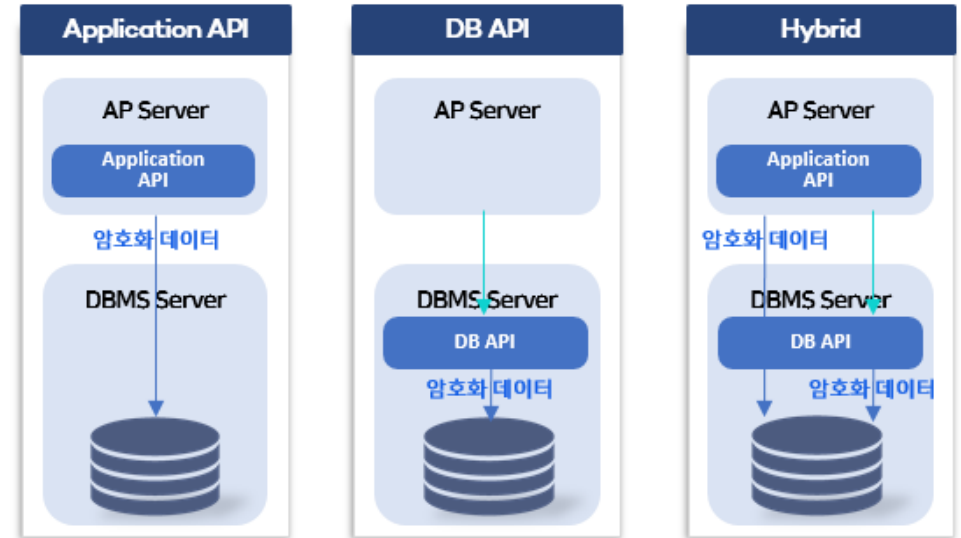 Application API
AP Server
Application
API
암호화 데이터
DBMS Server
DB API
AP Server
DBMS Server
DB API
암호화 데이터
Hybrid
AP Server
Application
API
암호화 데이터
DBMS Server
DB API
암호화 데이터